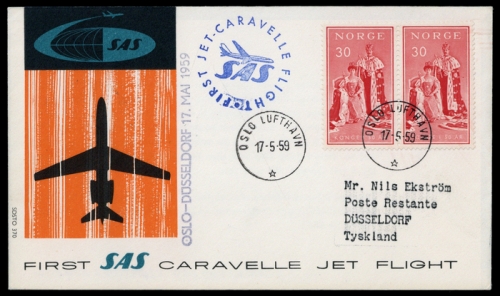 SAS
FIRST JET-CARAVELLE FLIGHT
SAS
NORGE
30
NORGE
30
OSLO LUFTHAVN
17-5-59
OSLO LUFTHAVN
17-5-59
OSLO-DÜSSELDORF 17. MAI 1959
Mr. Nils Ekström
Poste Restante
DÜSSELDORF
Tyskland
FIRST SAS CARAVELLE JET FLIGHT